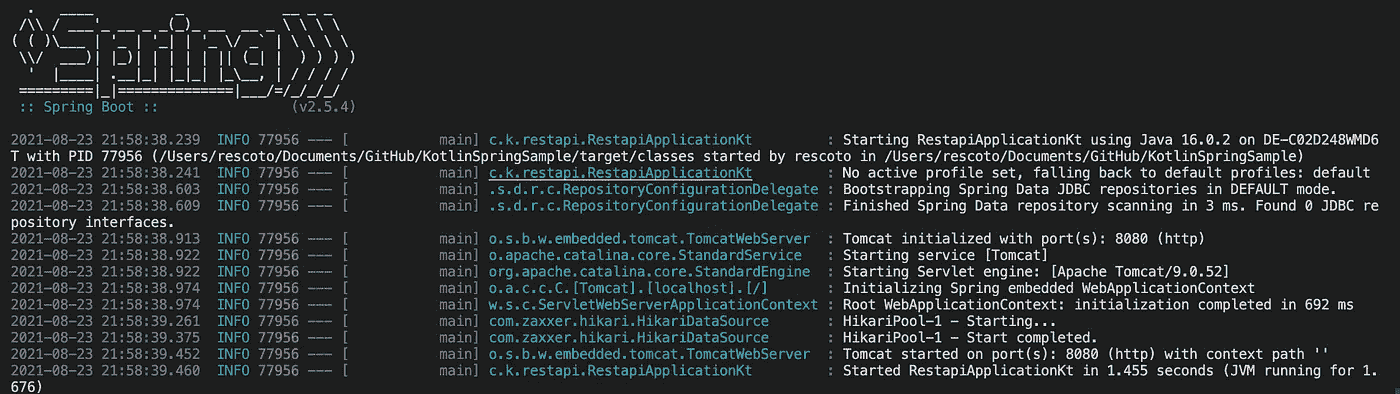 .   ____          _            __ _ _
 /\\ / ___'_ __ _ _(_)_ __  __ _ \ \ \ \
( ( )\___ | '_ | '_| | '_ \/ _` | \ \ \ \
 \\/  ___)| |_)| | | | | || (_| |  ) ) ) )
  '  |____| .__|_| |_|_| |_\__, | / / / /
 =========|_|==============|___/=/_/_/_/
 :: Spring Boot ::                (v2.5.4)
2021-08-23 21:58:38.239  INFO 77956 --- [           main] c.k.restapi.RestapiApplicationKt         : Starting RestapiApplicationKt using Java 16.0.2 on DE-C02D248WMD6
T with PID 77956 (/Users/rescoto/Documents/GitHub/KotlinSpringSample/target/classes started by rescoto in /Users/rescoto/Documents/GitHub/KotlinSpringSample)
2021-08-23 21:58:38.241  INFO 77956 --- [           main] c.k.restapi.RestapiApplicationKt         : No active profile set, falling back to default profiles: default
2021-08-23 21:58:38.603  INFO 77956 --- [           main] .s.d.r.c.RepositoryConfigurationDelegate : Bootstrapping Spring Data JDBC repositories in DEFAULT mode.
2021-08-23 21:58:38.609  INFO 77956 --- [           main] .s.d.r.c.RepositoryConfigurationDelegate : Finished Spring Data repository scanning in 3 ms. Found 0 JDBC re
pository interfaces.
2021-08-23 21:58:38.913  INFO 77956 --- [           main] o.s.b.w.embedded.tomcat.TomcatWebServer  : Tomcat initialized with port(s): 8080 (http)
2021-08-23 21:58:38.922  INFO 77956 --- [           main] o.apache.catalina.core.StandardService   : Starting service [Tomcat]
2021-08-23 21:58:38.922  INFO 77956 --- [           main] org.apache.catalina.core.StandardEngine  : Starting Servlet engine: [Apache Tomcat/9.0.52]
2021-08-23 21:58:38.974  INFO 77956 --- [           main] o.a.c.c.C.[Tomcat].[localhost].[/]       : Initializing Spring embedded WebApplicationContext
2021-08-23 21:58:38.974  INFO 77956 --- [           main] w.s.c.ServletWebServerApplicationContext : Root WebApplicationContext: initialization completed in 692 ms
2021-08-23 21:58:39.261  INFO 77956 --- [           main] com.zaxxer.hikari.HikariDataSource       : HikariPool-1 - Starting...
2021-08-23 21:58:39.375  INFO 77956 --- [           main] com.zaxxer.hikari.HikariDataSource       : HikariPool-1 - Start completed.
2021-08-23 21:58:39.452  INFO 77956 --- [           main] o.s.b.w.embedded.tomcat.TomcatWebServer  : Tomcat started on port(s): 8080 (http) with context path ''
2021-08-23 21:58:39.460  INFO 77956 --- [           main] c.k.restapi.RestapiApplicationKt         : Started RestapiApplicationKt in 1.455 seconds (JVM running for 1.
676)